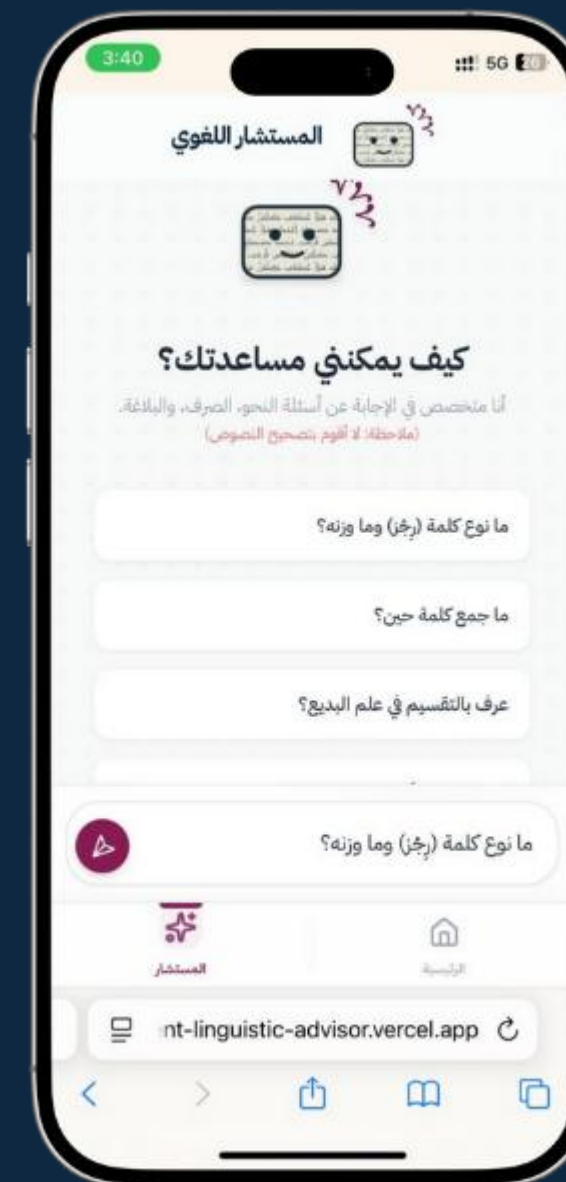 3:40
5G
المستشار اللغوي
كيف يمكنني مساعدتك؟
أنا متخصص في الإجابة عن أسئلة النحو، الصرف، والبلاغة.
(ملاحظة: لا أقوم بتصحيح النصوص)
ما نوع كلمة (رِجْز) وما وزنه؟
ما جمع كلمة حين؟
عرف بالتقسيم في علم البديع؟
ما نوع كلمة (رِجْز) وما وزنه؟
الرئيسية
المستشار
nt-linguistic-advisor.vercel.app